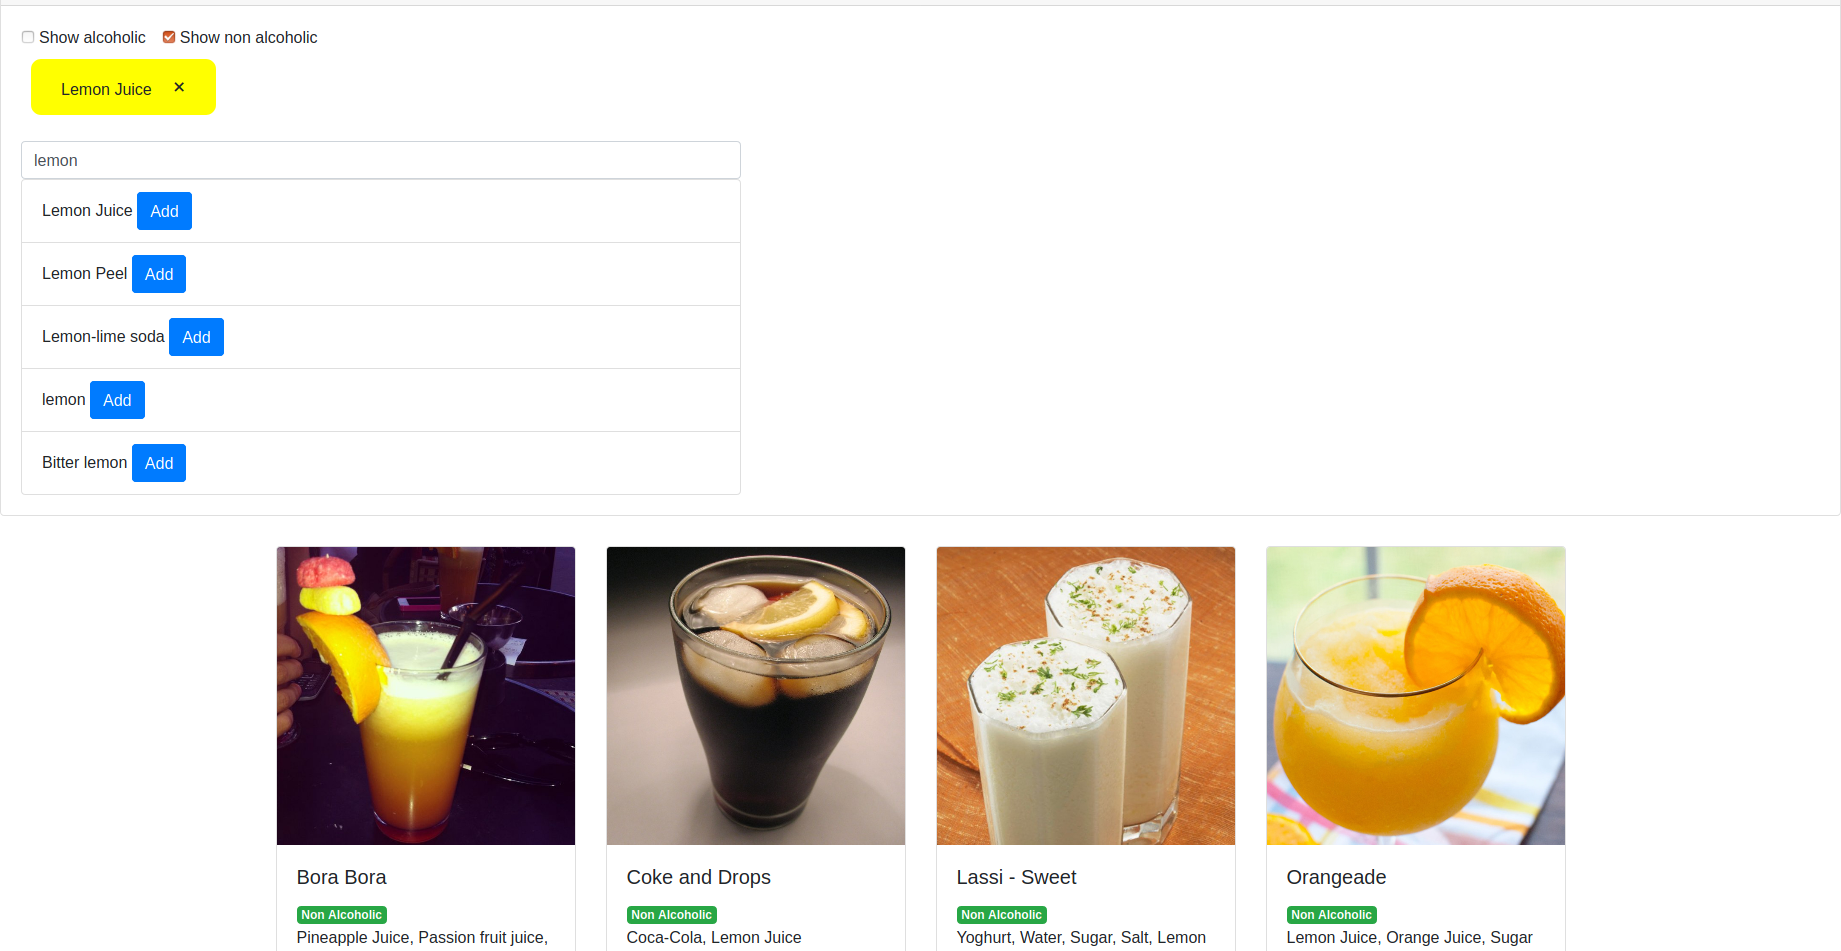 Show alcoholic Show non alcoholic
Lemon Juice ×
lemon
Lemon Juice Add
Lemon Peel Add
Lemon-lime soda Add
lemon Add
Bitter lemon Add
Bora Bora
Non Alcoholic
Pineapple Juice, Passion fruit juice,
Coke and Drops
Non Alcoholic
Coca-Cola, Lemon Juice
Lassi - Sweet
Non Alcoholic
Yoghurt, Water, Sugar, Salt, Lemon
Orangeade
Non Alcoholic
Lemon Juice, Orange Juice, Sugar